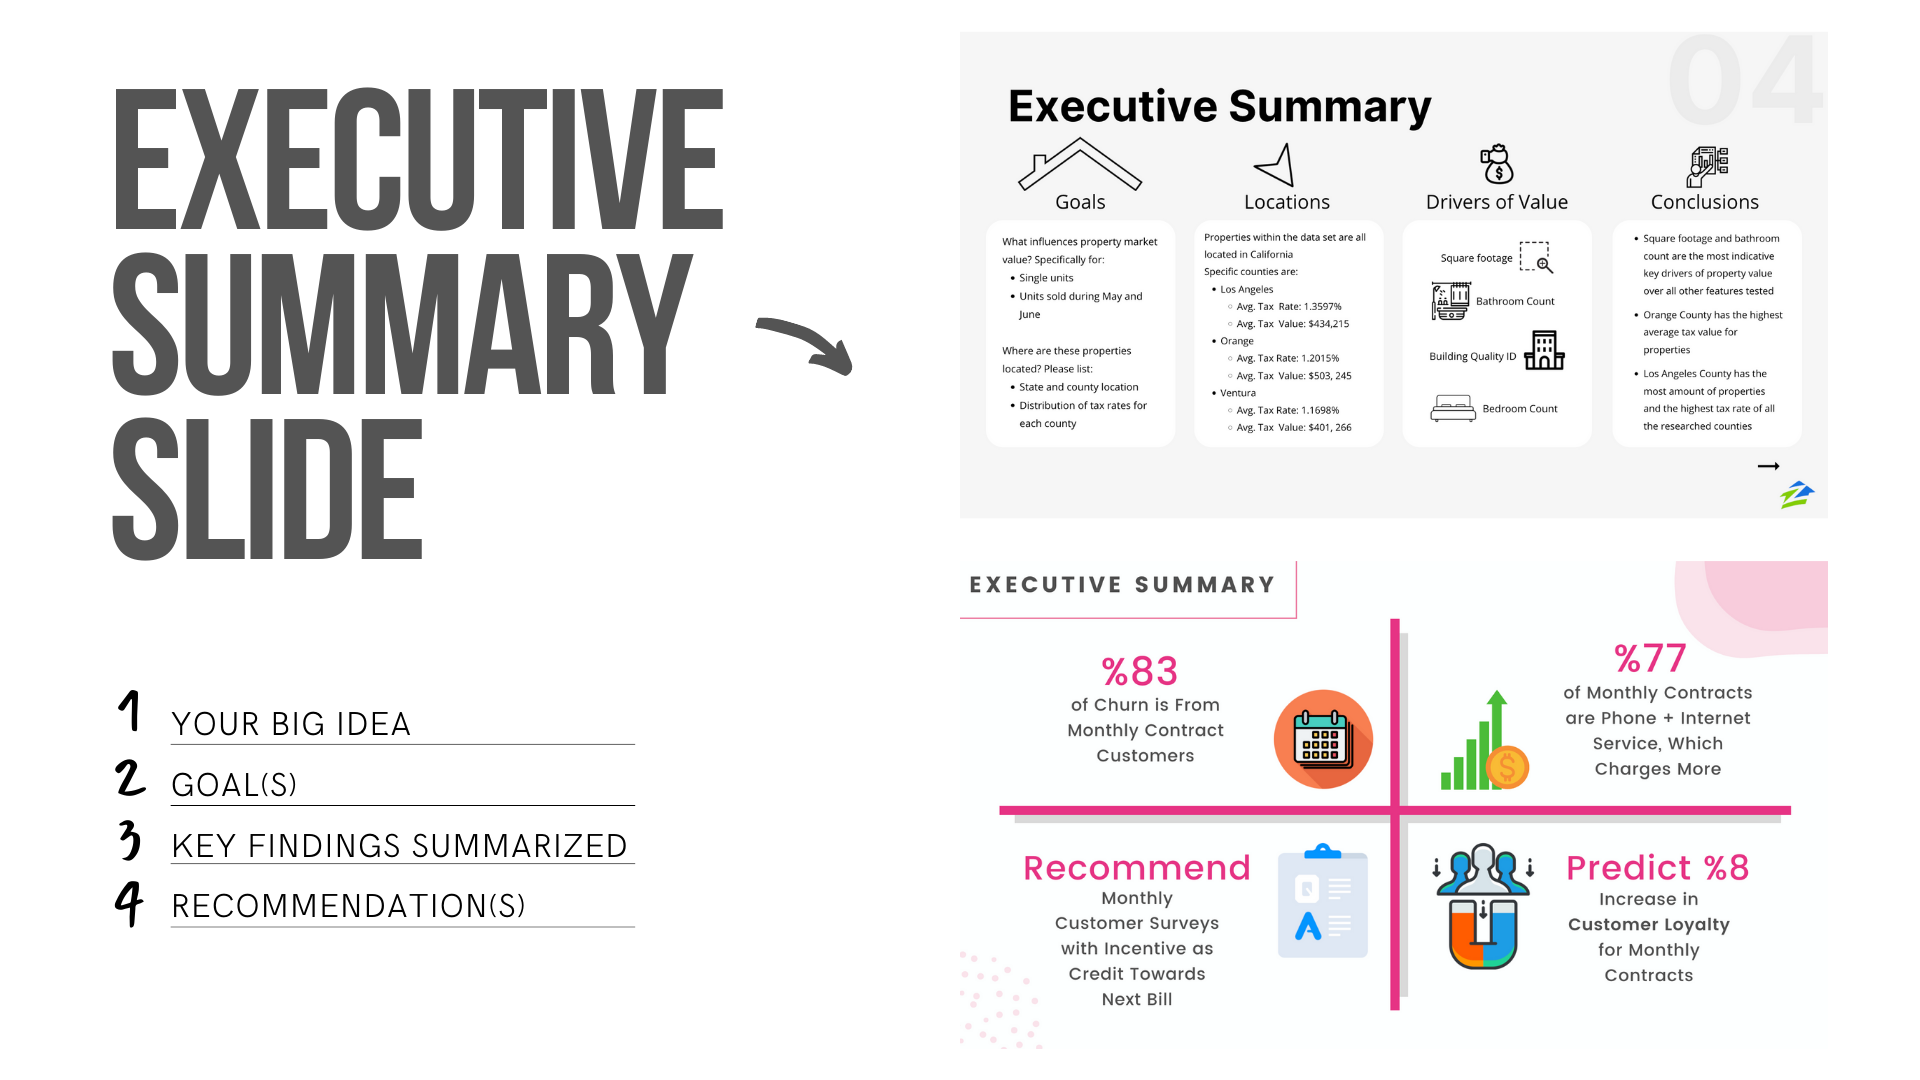 EXECUTIVE
SUMMARY
SLIDE
1 YOUR BIG IDEA
2 GOAL(S)
3 KEY FINDINGS SUMMARIZED
4 RECOMMENDATION(S)
04
Executive Summary
Goals
What influences property market
value? Specifically for:
• Single units
• Units sold during May and
June
Where are these properties
located? Please list:
• State and county location
• Distribution of tax rates for
each county
Locations
Properties within the data set are all
located in California
Specific counties are:
• Los Angeles
◦ Avg. Tax Rate: 1.3597%
◦ Avg. Tax Value: $434,215
• Orange
◦ Avg. Tax Rate: 1.2015%
◦ Avg. Tax Value: $503, 245
• Ventura
◦ Avg. Tax Rate: 1.1698%
◦ Avg. Tax Value: $401, 266
Drivers of Value
Square footage
Bathroom Count
Building Quality ID
Bedroom Count
Conclusions
• Square footage and bathroom
count are the most indicative
key drivers of property value
over all other features tested
• Orange County has the highest
average tax value for
properties
• Los Angeles County has the
most amount of properties
and the highest tax rate of all
the researched counties
EXECUTIVE SUMMARY
%83
of Churn is From
Monthly Contract
Customers
%77
of Monthly Contracts
are Phone + Internet
Service, Which
Charges More
Recommend
Monthly
Customer Surveys
with Incentive as
Credit Towards
Next Bill
Q
A
Predict %8
Increase in
Customer Loyalty
for Monthly
Contracts